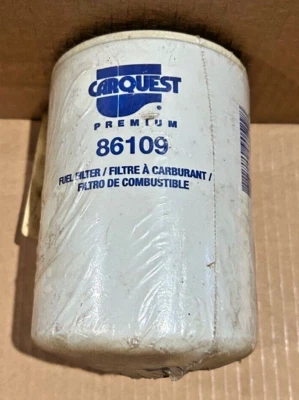 CARQUEST
PREMIUM
86109
FUEL FILTER / FILTRE À CARBURANT /
FILTRO DE COMBUSTIBLE